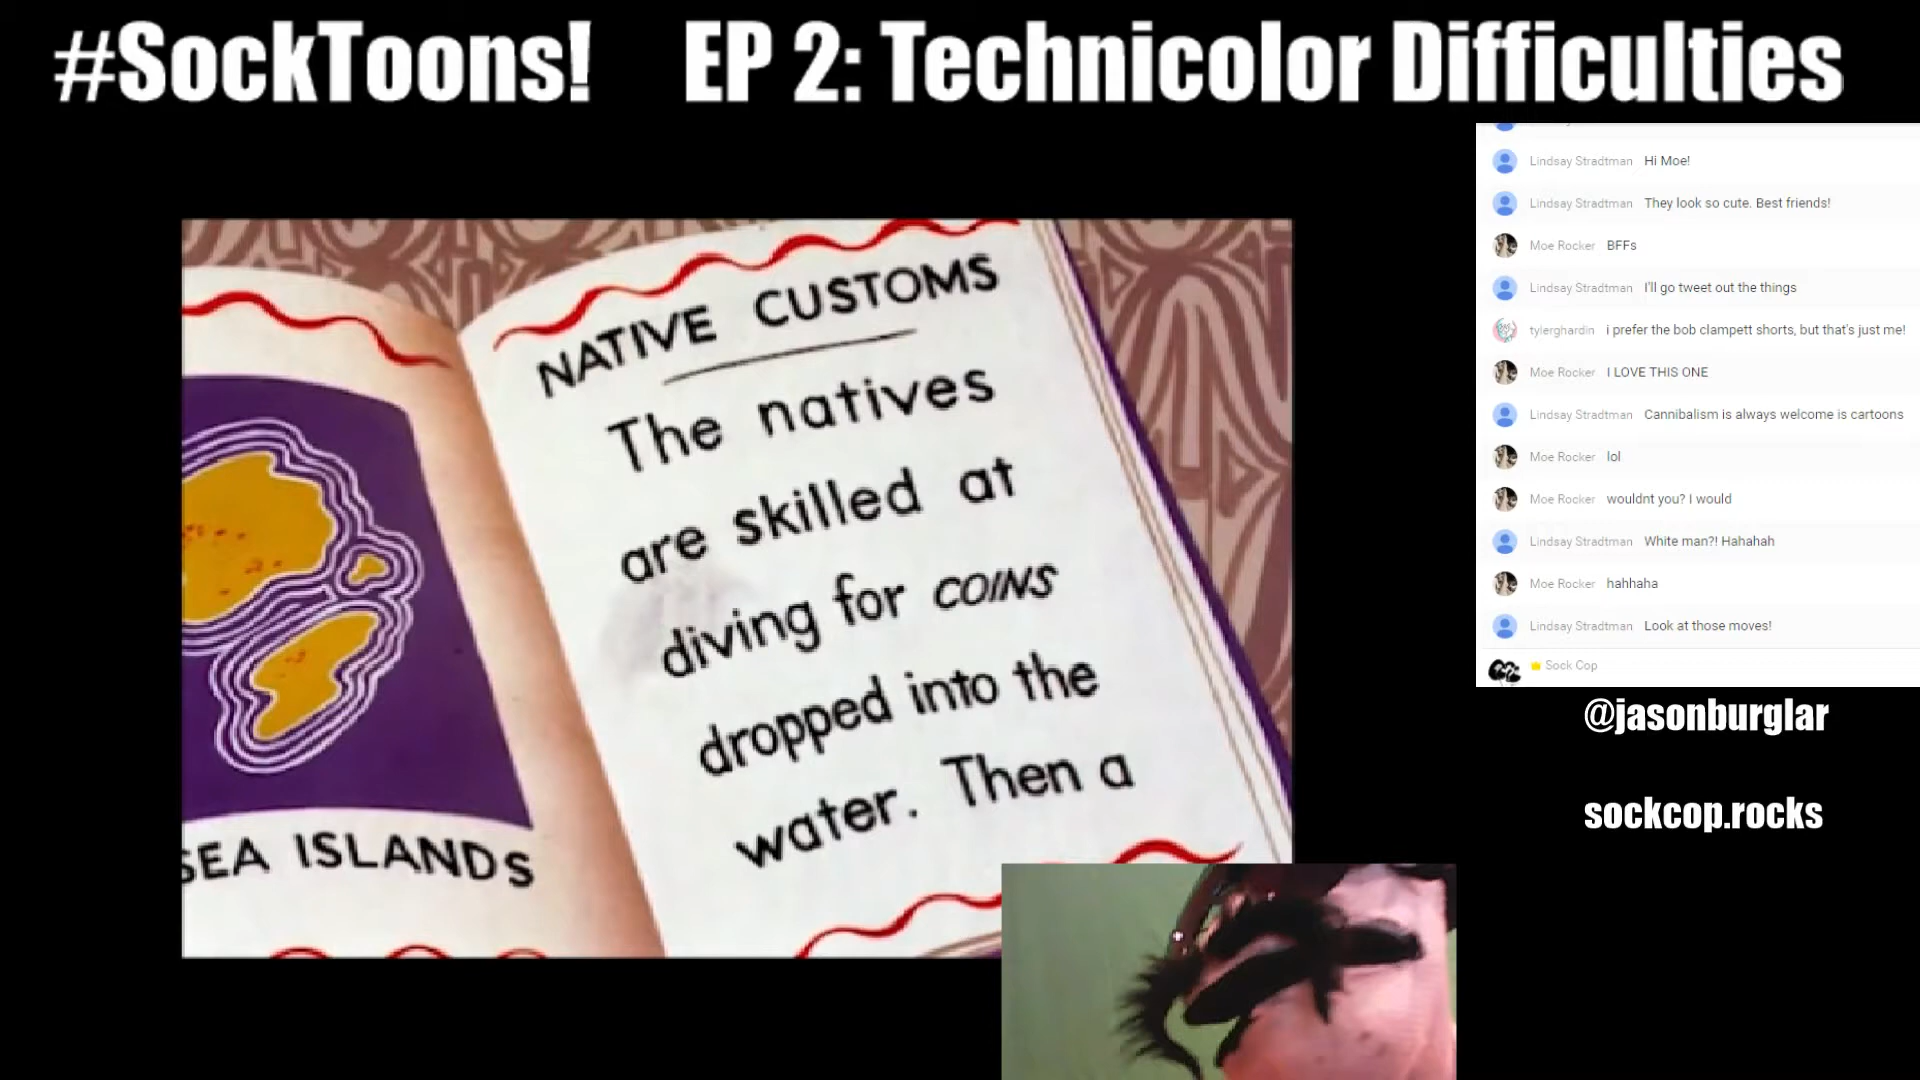 #SockToons! EP 2: Technicolor Difficulties
NATIVE CUSTOMS
The natives
are skilled at
diving for COINS
dropped into the
water. Then a
SEA ISLANDS
Lindsay Stradtman Hi Moe!
Lindsay Stradtman They look so cute. Best friends!
Moe Rocker BFFs
Lindsay Stradtman I'll go tweet out the things
tylerghardin i prefer the bob clampett shorts, but that's just me!
Moe Rocker I LOVE THIS ONE
Lindsay Stradtman Cannibalism is always welcome is cartoons
Moe Rocker lol
Moe Rocker wouldnt you? I would
Lindsay Stradtman White man?! Hahahah
Moe Rocker hahhaha
Lindsay Stradtman Look at those moves!
Sock Cop
@jasonburglar
sockcop.rocks